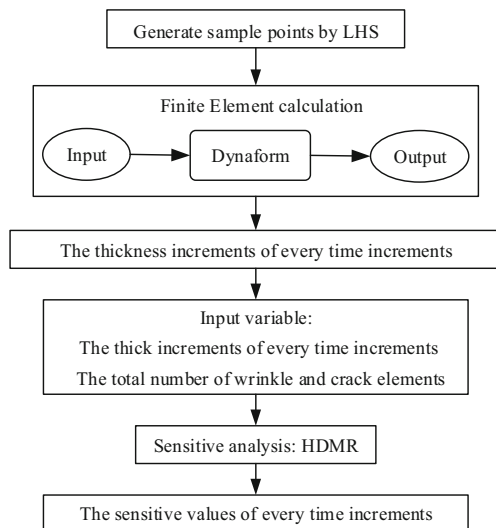 Generate sample points by LHS
Finite Element calculation
Input
Dynaform
Output
The thickness increments of every time increments
Input variable:
The thick increments of every time increments
The total number of wrinkle and crack elements
Sensitive analysis: HDMR
The sensitive values of every time increments